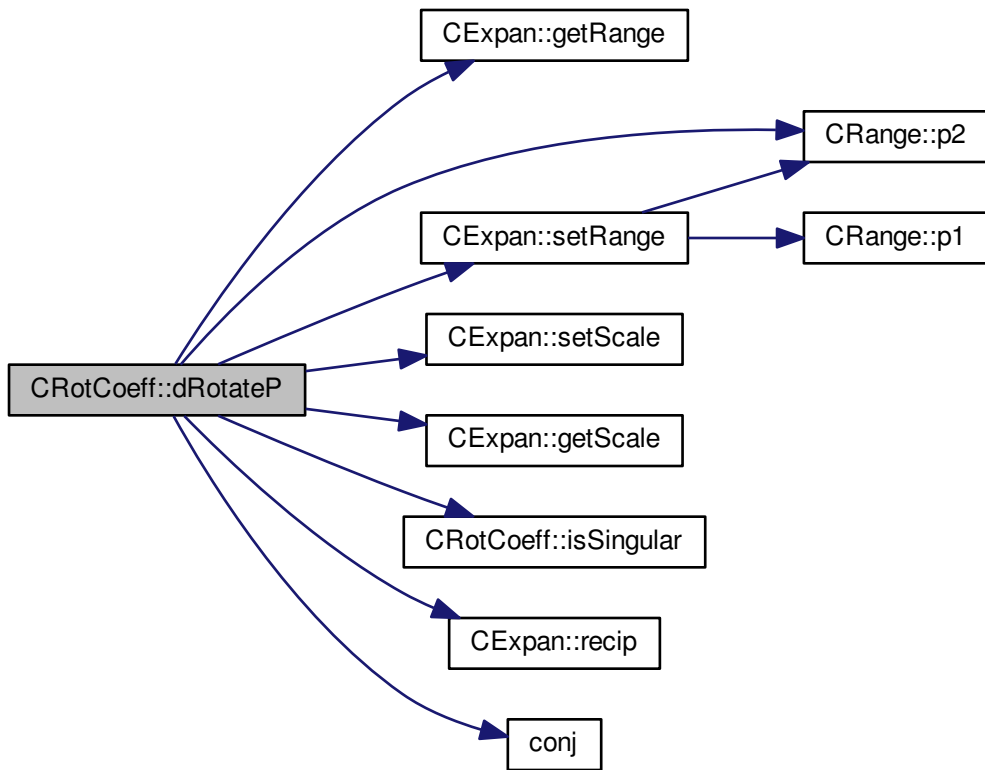 CExpan::getRange
CRange::p2
CExpan::setRange
CRange::p1
CExpan::setScale
CRotCoeff::dRotateP
CExpan::getScale
CRotCoeff::isSingular
CExpan::recip
conj